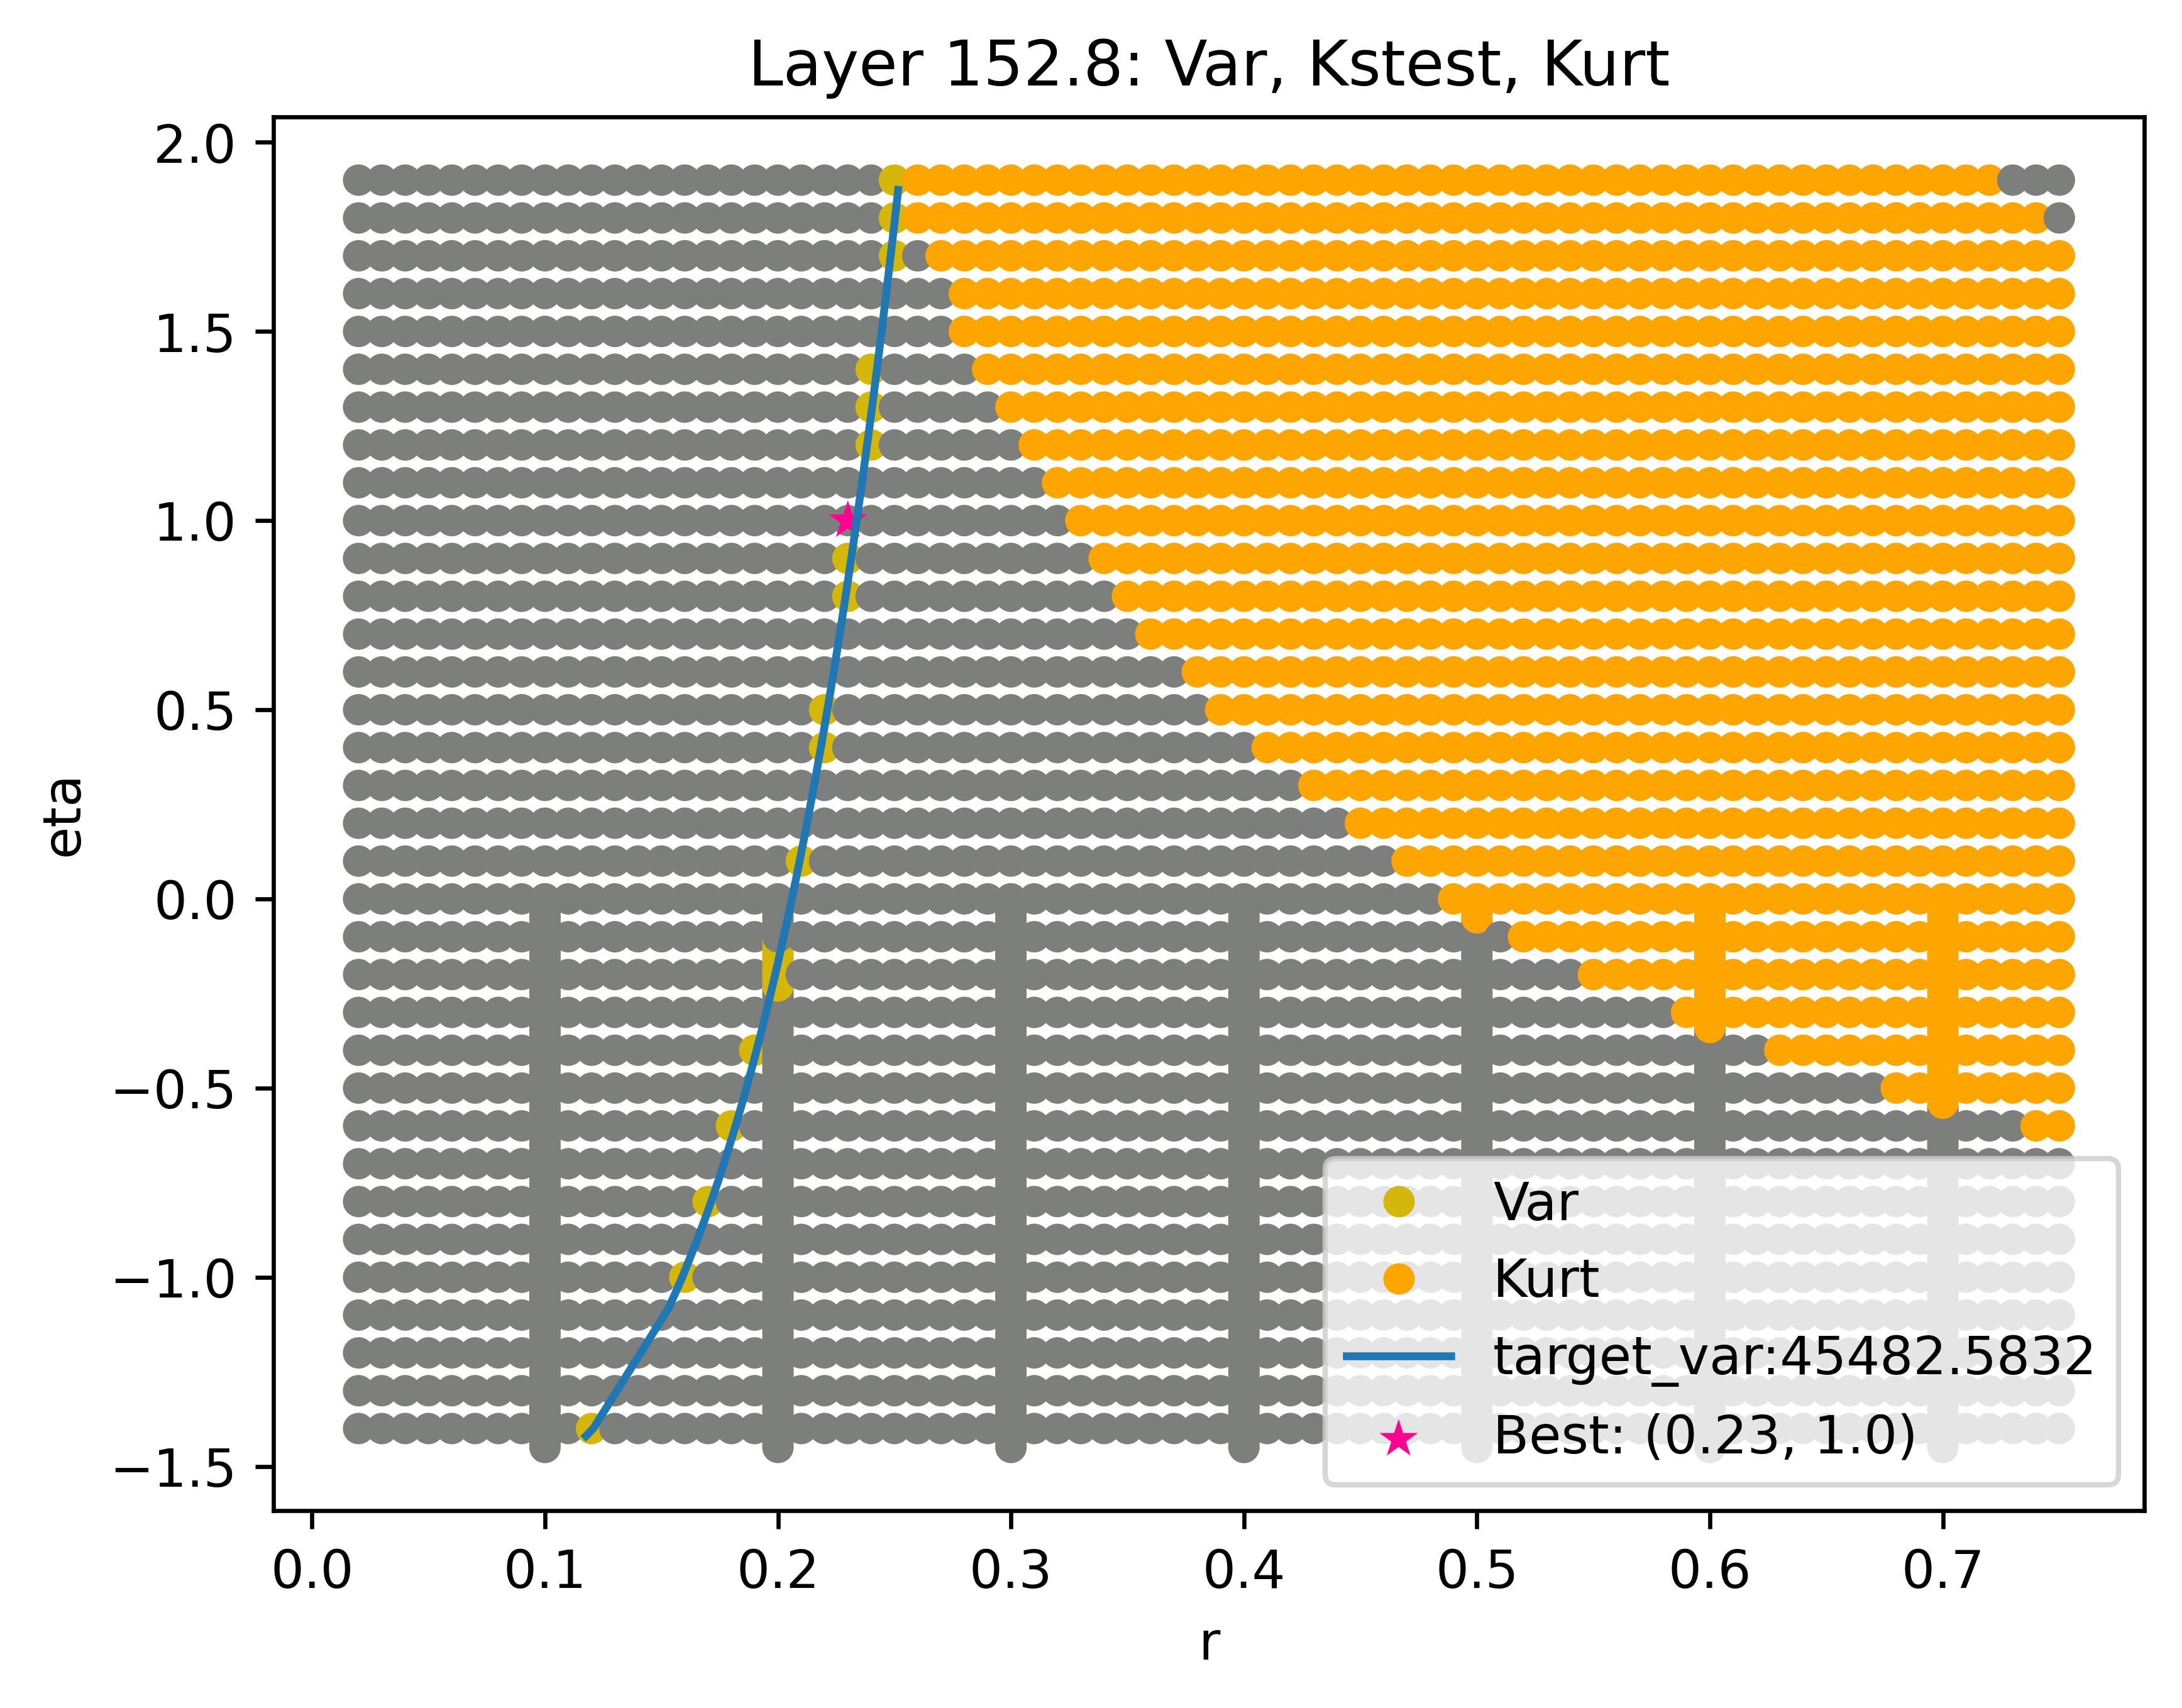 Layer 152.8: Var, Kstest, Kurt
2.0
1.5
1.0
0.5
0.0
−0.5
−1.0
−1.5
eta
Var
Kurt
target_var:45482.5832
Best: (0.23, 1.0)
0.0 0.1 0.2 0.3 0.4 0.5 0.6 0.7
r